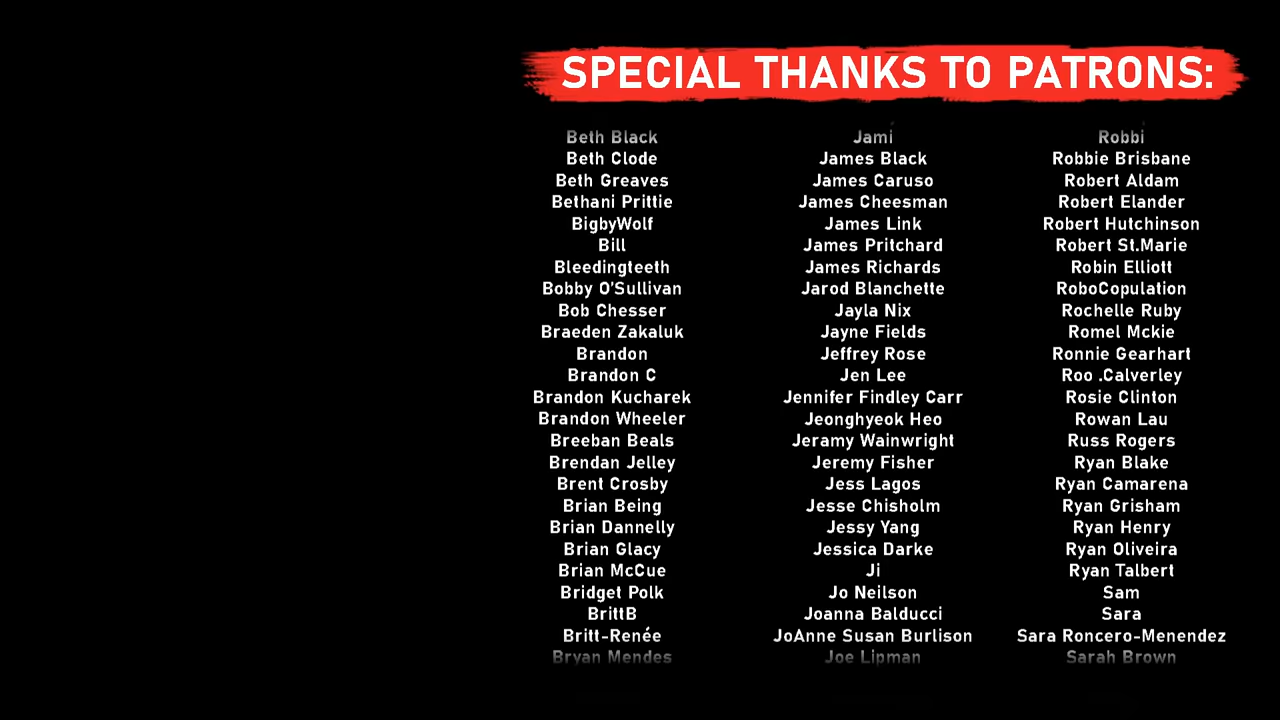 SPECIAL THANKS TO PATRONS:
Beth Black Jami Robbi
Beth Clode James Black Robbie Brisbane
Beth Greaves James Caruso Robert Aldam
Bethani Prittie James Cheesman Robert Elander
BigbyWolf James Link Robert Hutchinson
Bill James Pritchard Robert St.Marie
Bleedingteeth James Richards Robin Elliott
Bobby O'Sullivan Jarod Blanchette RoboCopulation
Bob Chesser Jayla Nix Rochelle Ruby
Braeden Zakaluk Jayne Fields Romel Mckie
Brandon Jeffrey Rose Ronnie Gearhart
Brandon C Jen Lee Roo .Calverley
Brandon Kucharek Jennifer Findley Carr Rosie Clinton
Brandon Wheeler Jeonghyeok Heo Rowan Lau
Breeban Beals Jeramy Wainwright Russ Rogers
Brendan Jelley Jeremy Fisher Ryan Blake
Brent Crosby Jess Lagos Ryan Camarena
Brian Being Jesse Chisholm Ryan Grisham
Brian Dannelly Jessy Yang Ryan Henry
Brian Glacy Jessica Darke Ryan Oliveira
Brian McCue Ji Ryan Talbert
Bridget Polk Jo Neilson Sam
BrittB Joanna Balducci Sara
Britt-Renée JoAnne Susan Burlison Sara Roncero-Menendez
Bryan Mendes Joe Lipman Sarah Brown